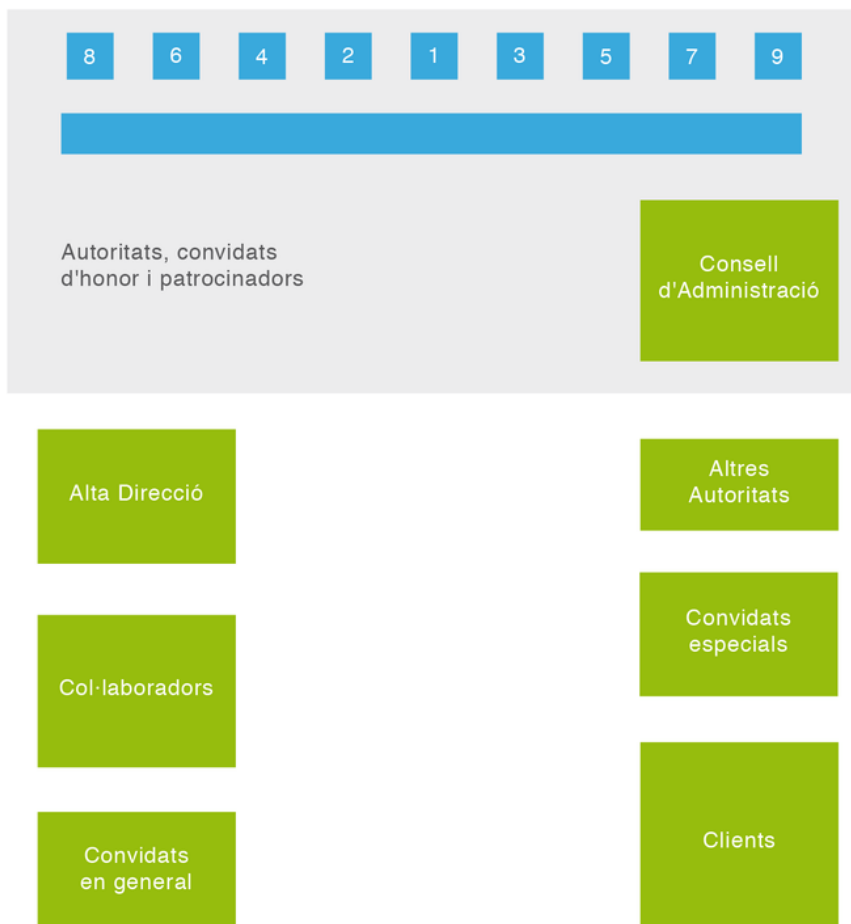 8 6 4 2 1 3 5 7 9
Autoritats, convidats
d'honor i patrocinadors
Consell
d'Administració
Alta Direcció
Altres
Autoritats
Convidats
especials
Col·laboradors
Clients
Convidats
en general